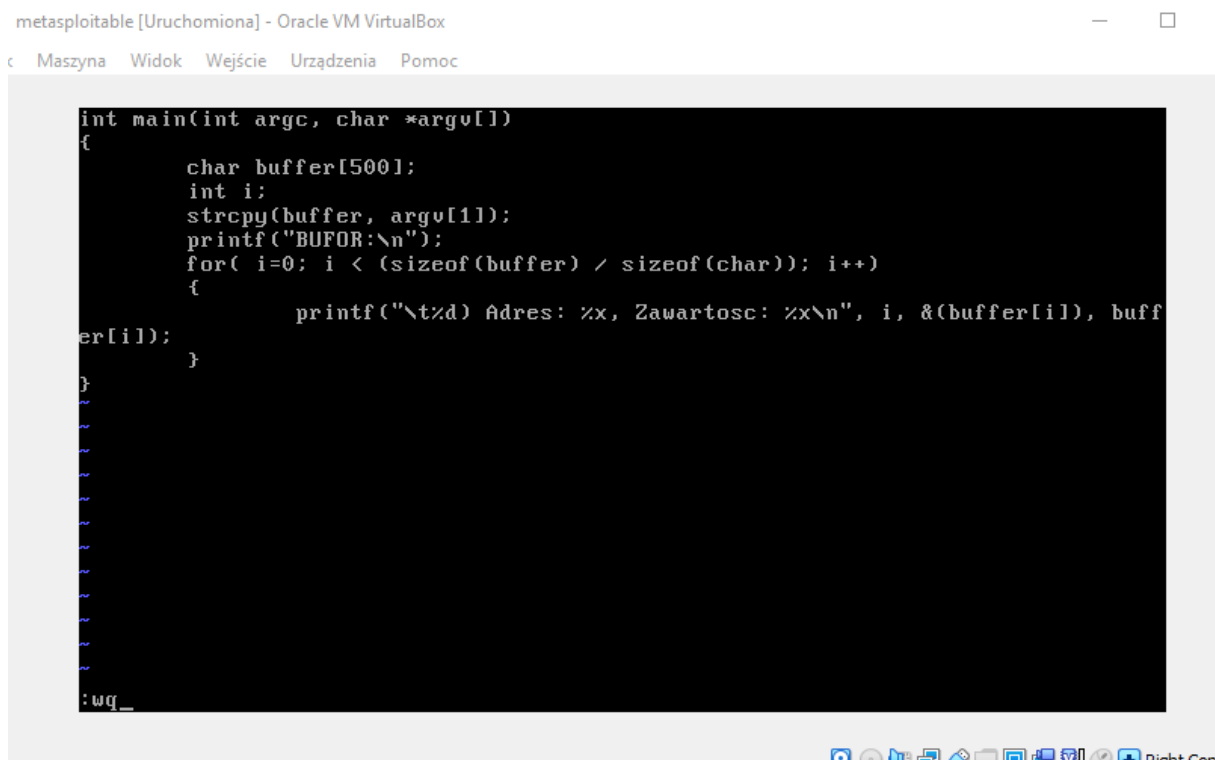 metasploitable [Uruchomiona] - Oracle VM VirtualBox
Maszyna Widok Wejście Urządzenia Pomoc
int main(int argc, char *argv[])
{
char buffer[500];
int i;
strcpy(buffer, argv[1]);
printf("BUFOR:\n");
for( i=0; i < (sizeof(buffer) / sizeof(char)); i++)
{
printf("\t%d) Adres: %x, Zawartosc: %x\n", i, &(buffer[i]), buff
er[i]);
}
}
~
~
~
~
~
~
~
~
~
~
~
~
:wq_
Right Con